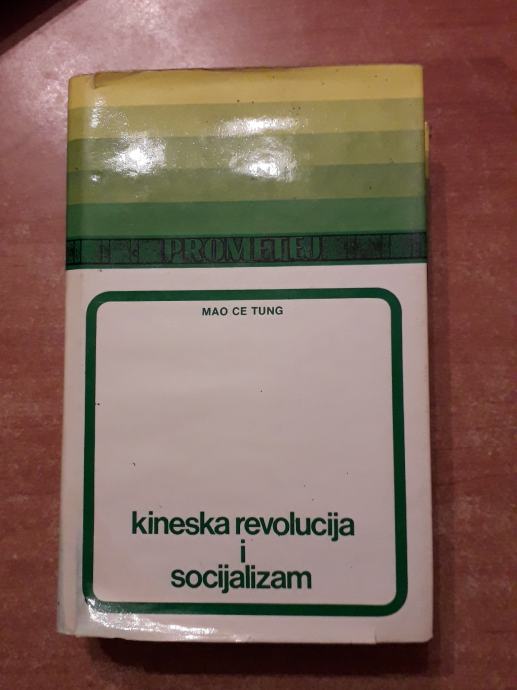 PROMETEJ
MAO CE TUNG
kineska revolucija
i
socijalizam